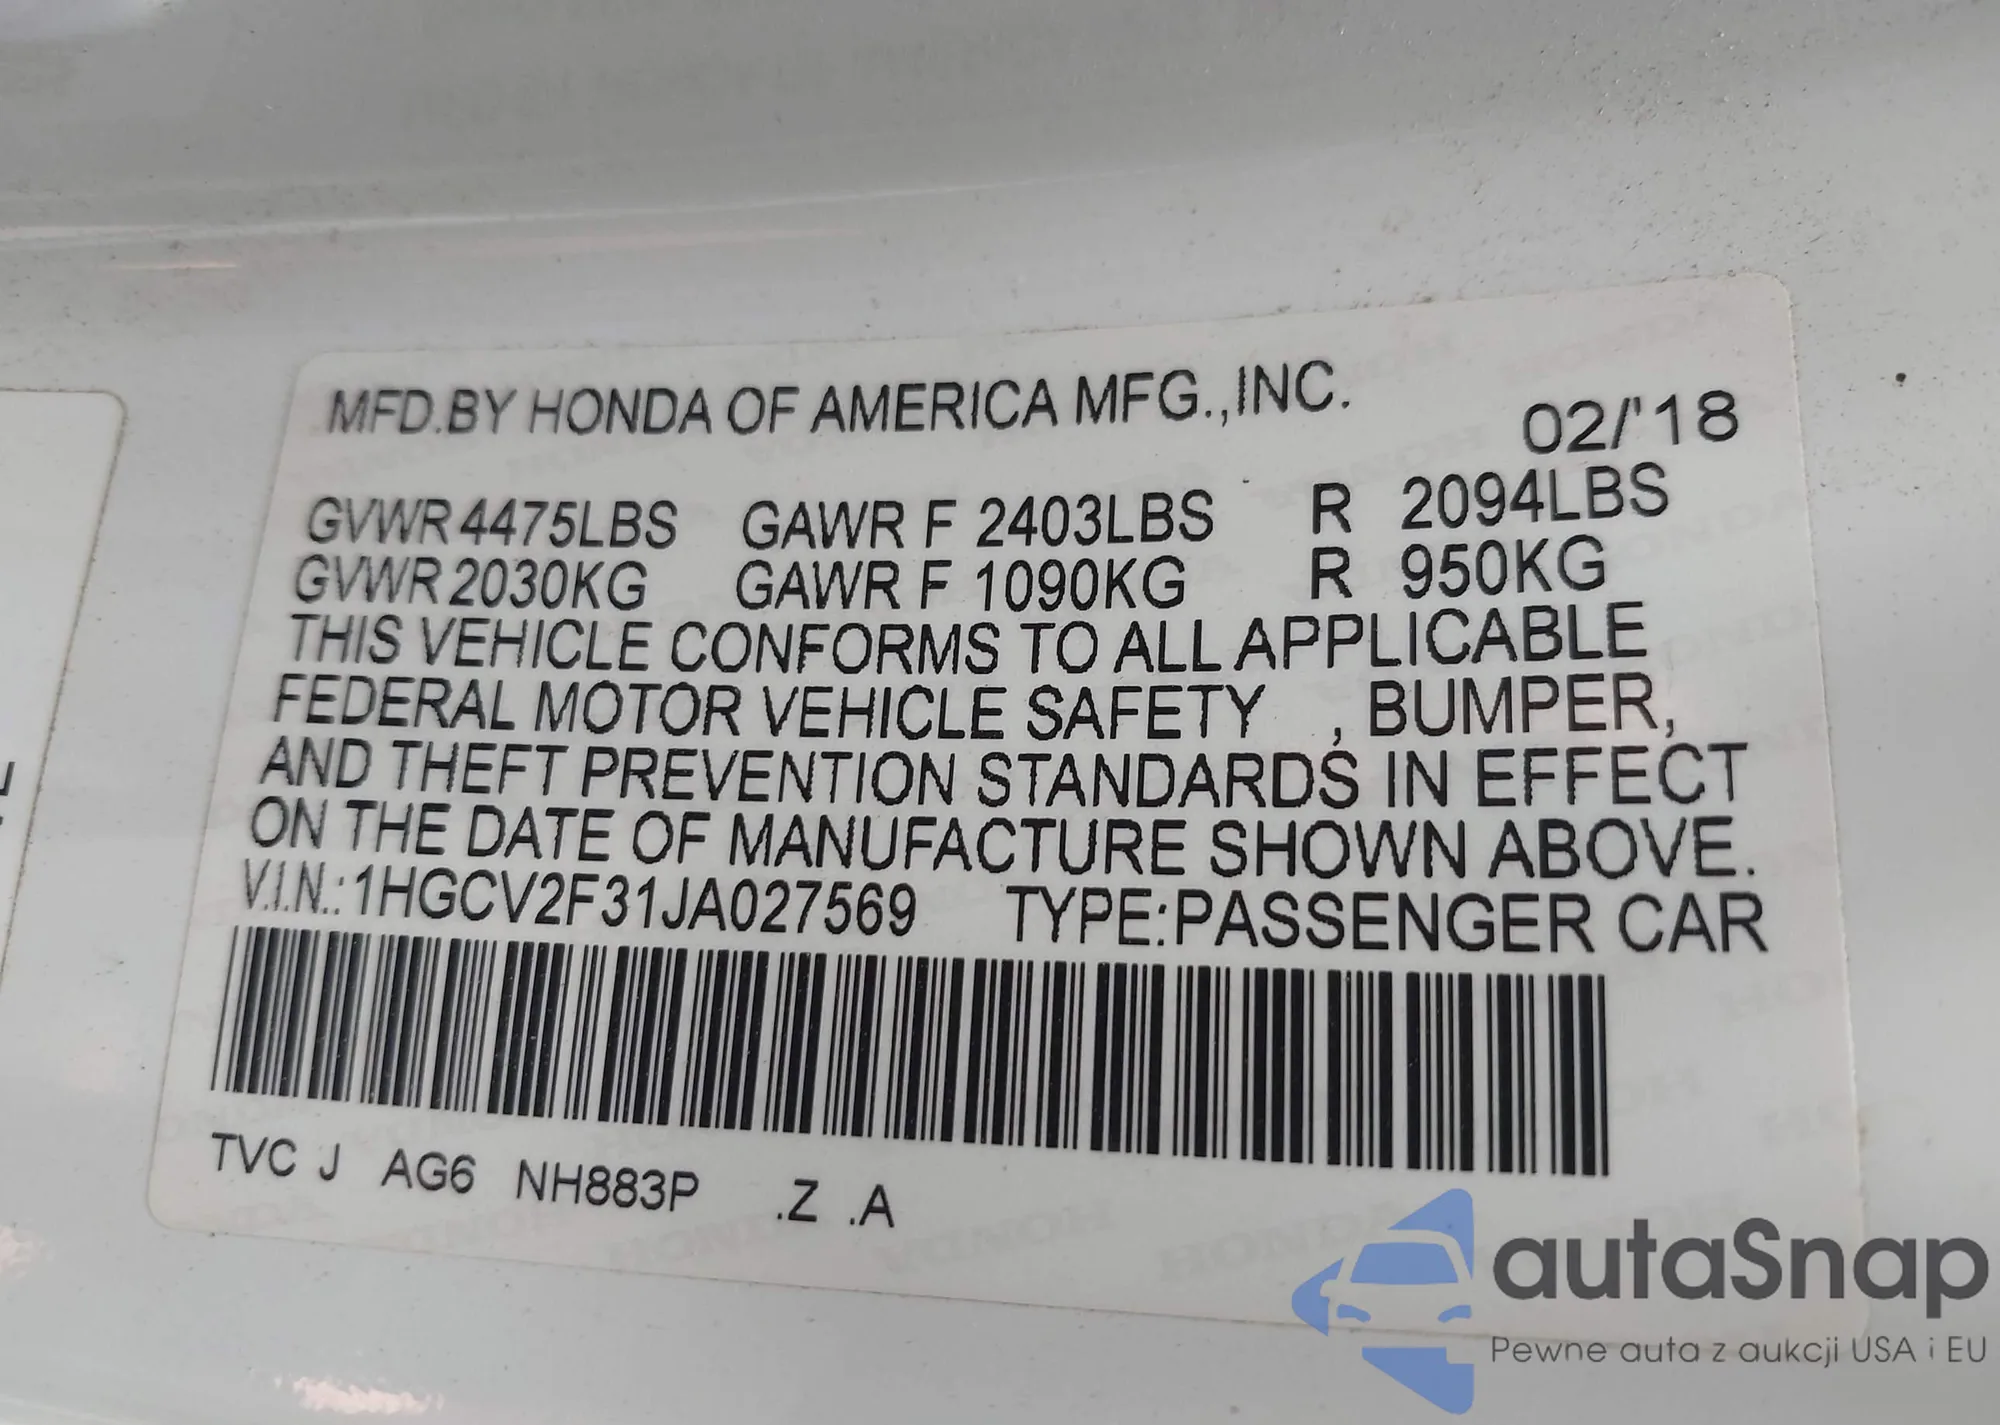 MFD.BY HONDA OF AMERICA MFG.,INC. 02/'18
GVWR 4475LBS GAWR F 2403LBS R 2094LBS
GVWR 2030KG GAWR F 1090KG R 950KG
THIS VEHICLE CONFORMS TO ALL APPLICABLE
FEDERAL MOTOR VEHICLE SAFETY , BUMPER,
AND THEFT PREVENTION STANDARDS IN EFFECT
ON THE DATE OF MANUFACTURE SHOWN ABOVE.
V.I.N.: 1HGCV2F31JA027569 TYPE:PASSENGER CAR
TVC J AG6 NH883P .Z .A
autaSnap
Pewne auta z aukcji USA i EU